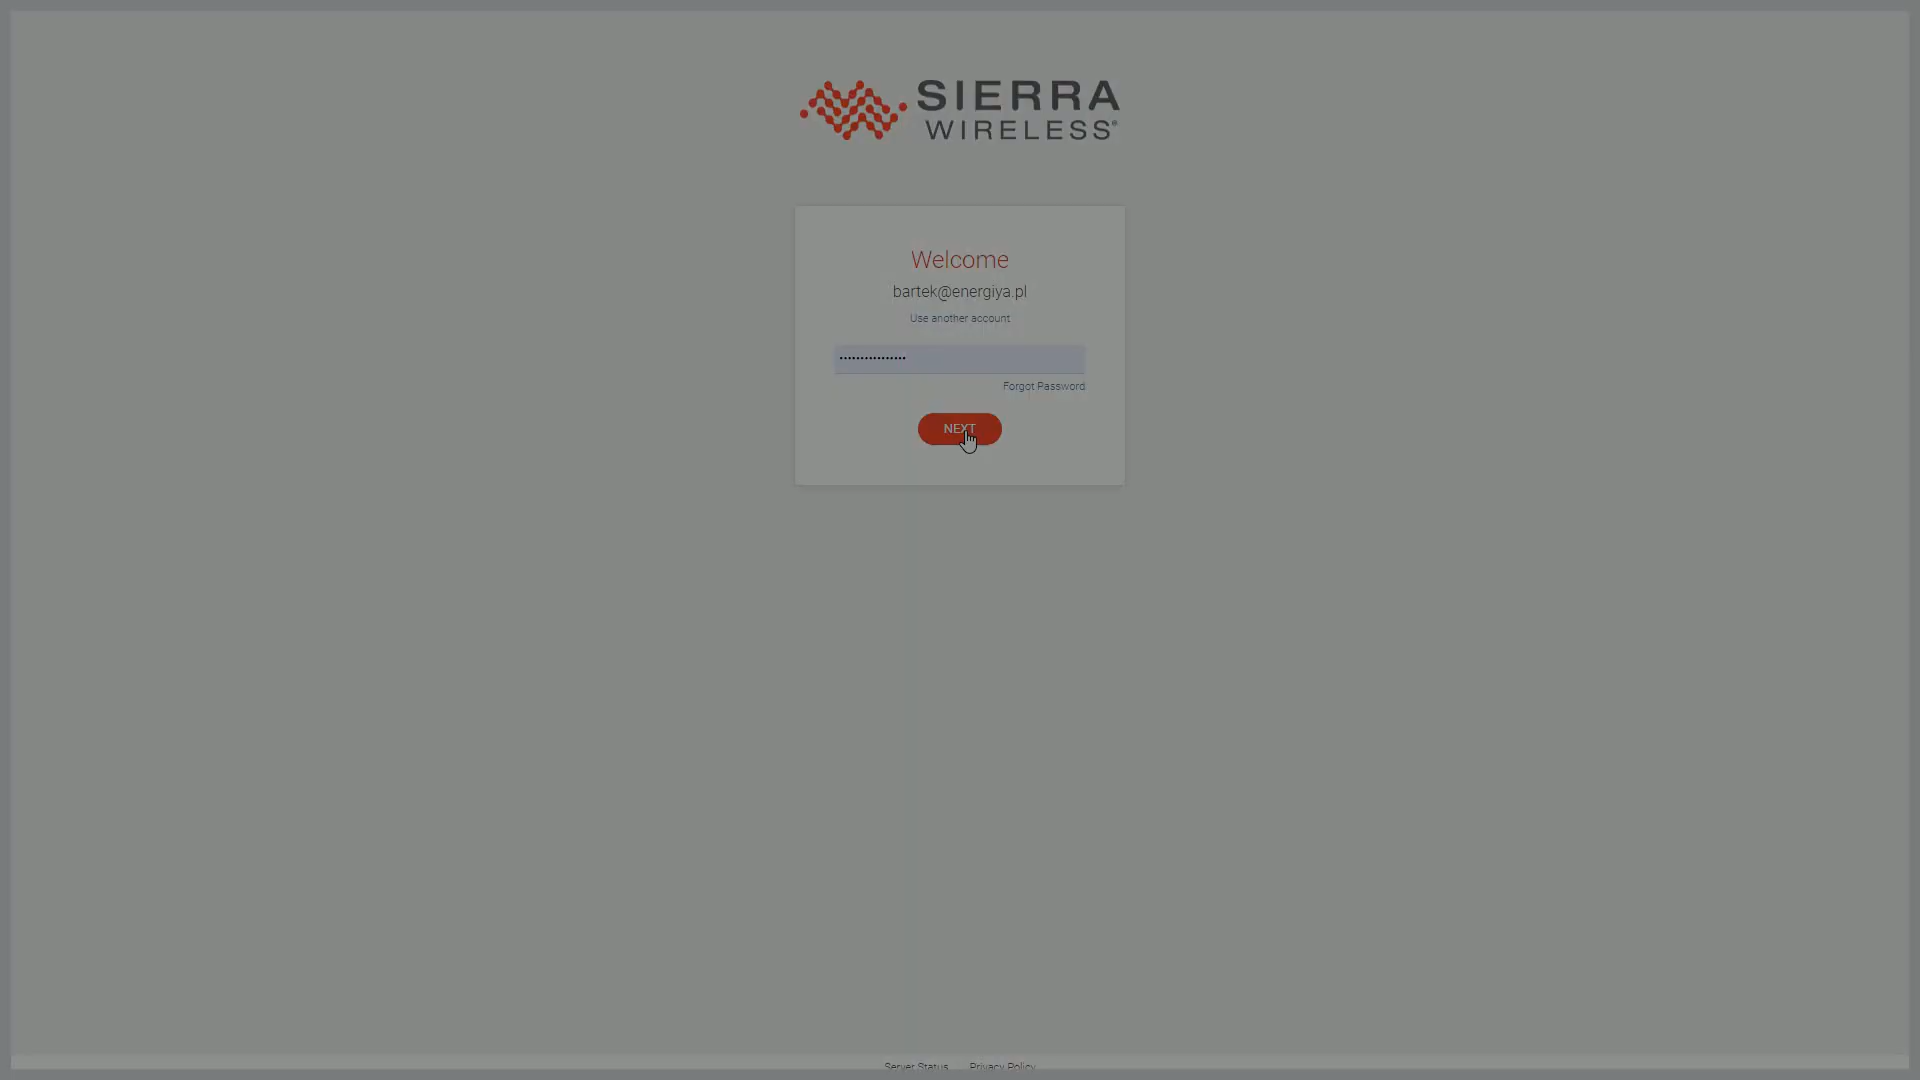 SIERRA
WIRELESS®
Welcome
bartek@energiya.pl
Use another account
••••••••••••••••
Forgot Password
NEXT
Server Status Privacy Policy